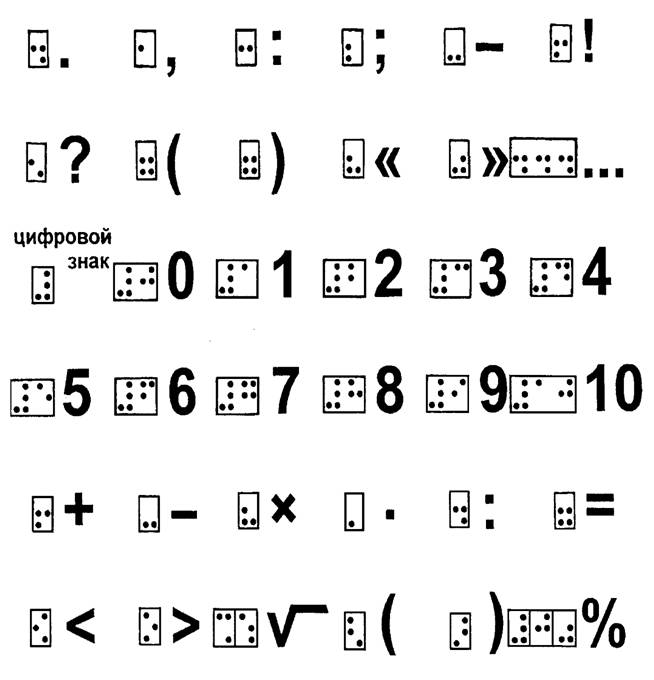 . , : ; – !
? ( ) « » ...
цифровой
знак 0 1 2 3 4
5 6 7 8 9 10
+ – × · : =
< > √ ( ) %